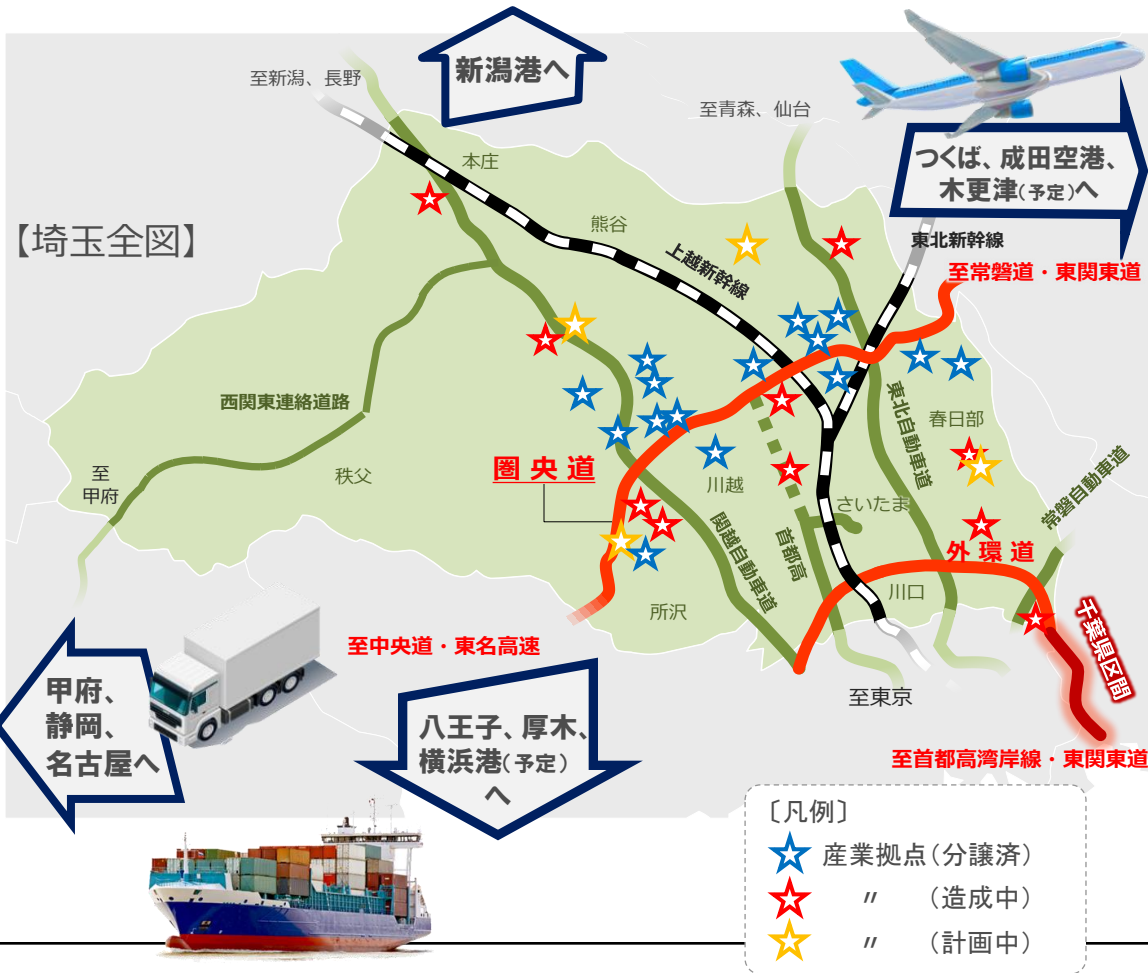 新潟港へ
至新潟、長野
至青森、仙台
つくば、成田空港、
木更津(予定)へ
本庄
【埼玉全図】
熊谷
上越新幹線
東北新幹線
至常磐道・東関東道
西関東連絡道路
東北自動車道
春日部
至
甲府
秩父
圏央道
川越
さいたま
常磐自動車道
関越自動車道
首都高
外環道
川口
所沢
千葉県区間
至中央道・東名高速
至東京
甲府、
静岡、
名古屋へ
八王子、厚木、
横浜港(予定)
へ
至首都高湾岸線・東関東道
〔凡例〕
産業拠点(分譲済)
〃 (造成中)
〃 (計画中)